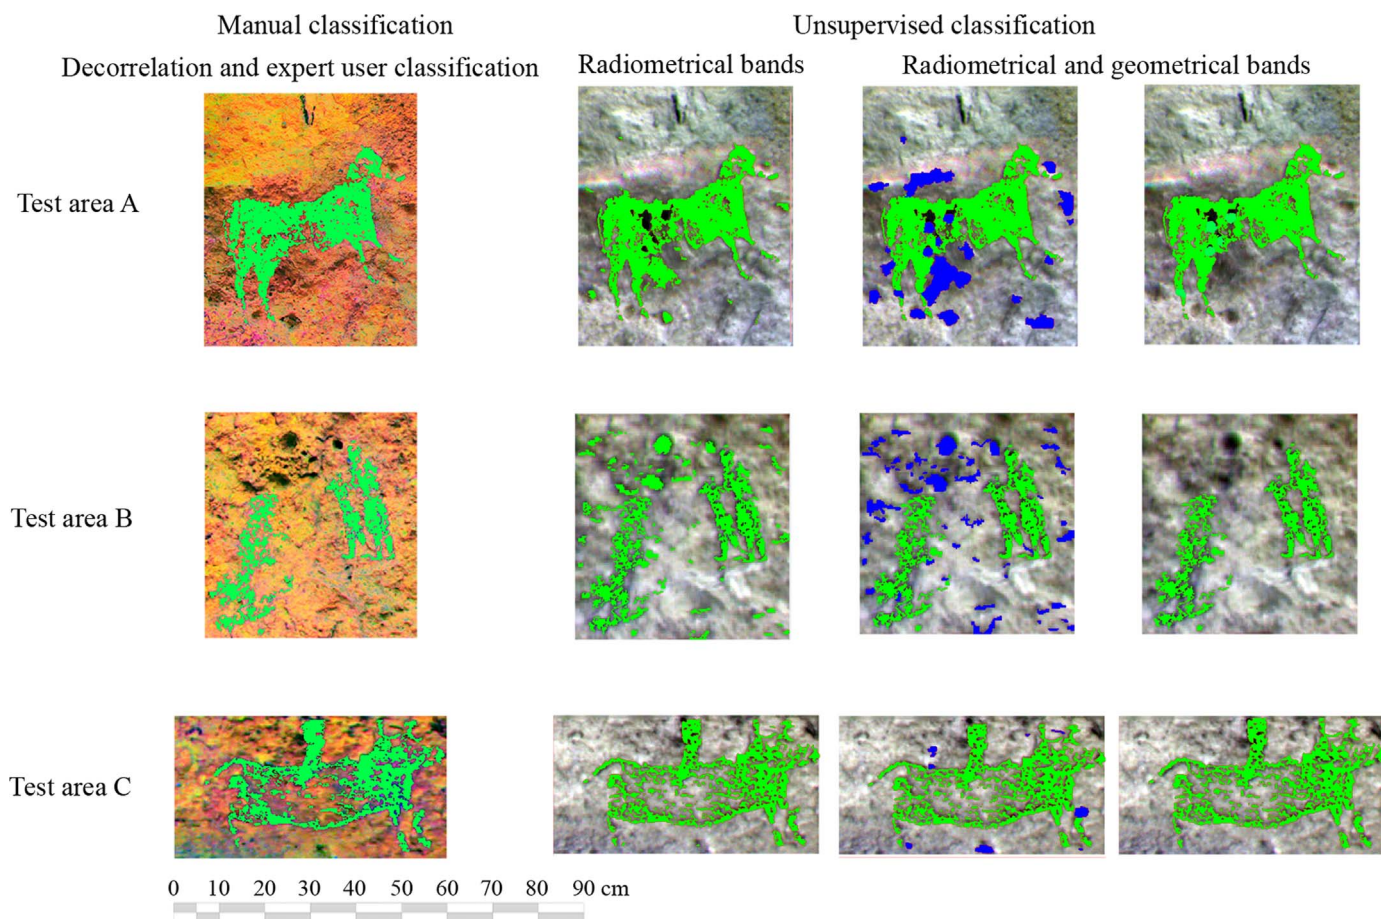 Manual classification Unsupervised classification
Decorrelation and expert user classification Radiometrical bands Radiometrical and geometrical bands
Test area A
Test area B
Test area C
0 10 20 30 40 50 60 70 80 90 cm